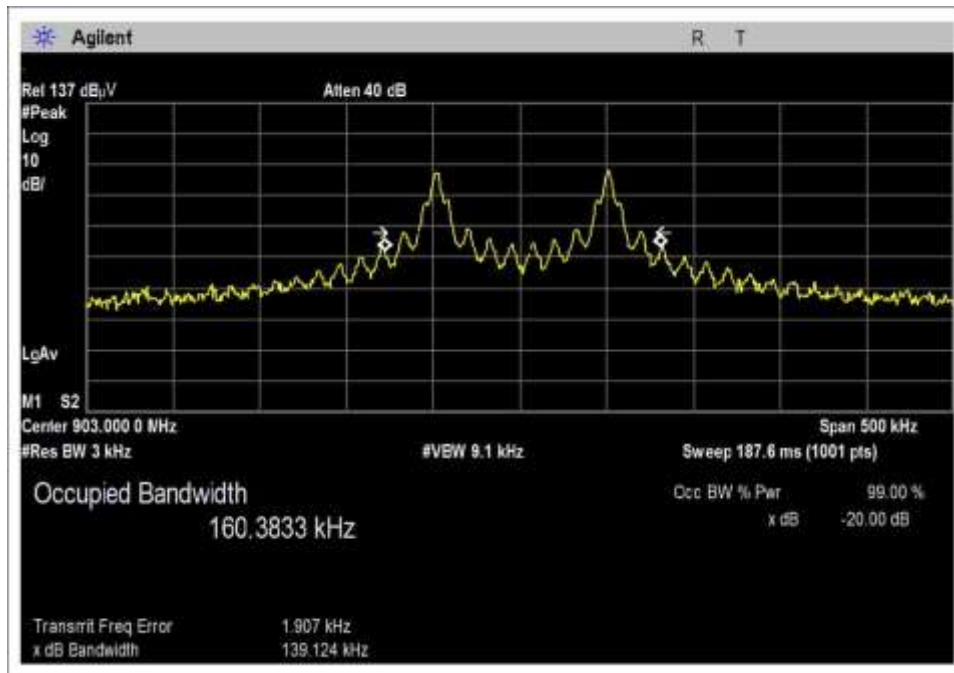 Agilent R T
Ref 137 dBµV Atten 40 dB
#Peak
Log
10
dB/
LgAv
M1 S2
Center 903.000 0 MHz Span 500 kHz
#Res BW 3 kHz #VBW 9.1 kHz Sweep 187.6 ms (1001 pts)
Occupied Bandwidth Occ BW % Pwr 99.00 %
160.3833 kHz x dB -20.00 dB
Transmit Freq Error 1.907 kHz
x dB Bandwidth 139.124 kHz